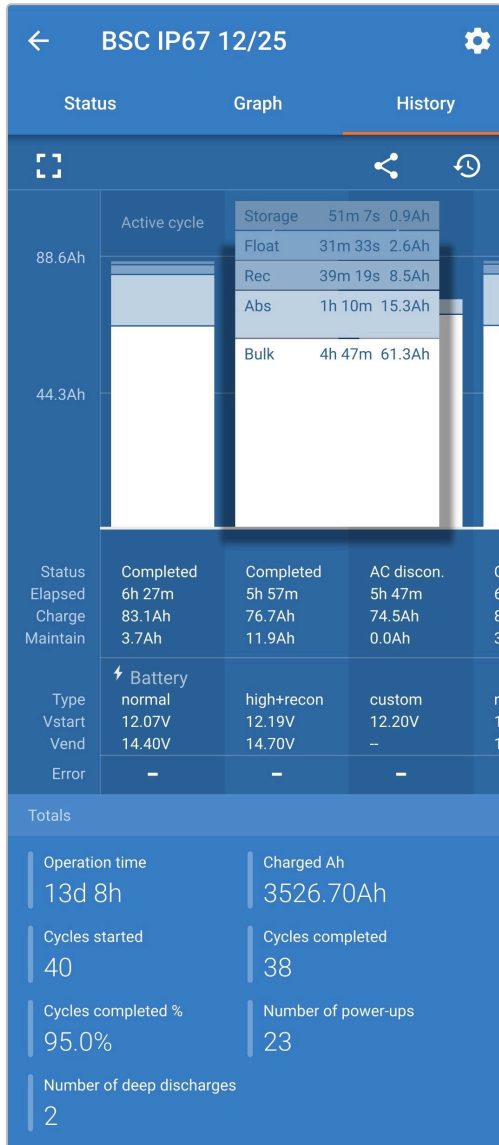 BSC IP67 12/25
Status Graph History
Active cycle
Storage 51m 7s 0.9Ah
Float 31m 33s 2.6Ah
88.6Ah
Rec 39m 19s 8.5Ah
Abs 1h 10m 15.3Ah
Bulk 4h 47m 61.3Ah
44.3Ah
Status Completed Completed AC discon.
Elapsed 6h 27m 5h 57m 5h 47m
Charge 83.1Ah 76.7Ah 74.5Ah
Maintain 3.7Ah 11.9Ah 0.0Ah
Battery
Type normal high+recon custom
Vstart 12.07V 12.19V 12.20V
Vend 14.40V 14.70V --
Error – – –
Totals
Operation time Charged Ah
13d 8h 3526.70Ah
Cycles started Cycles completed
40 38
Cycles completed % Number of power-ups
95.0% 23
Number of deep discharges
2